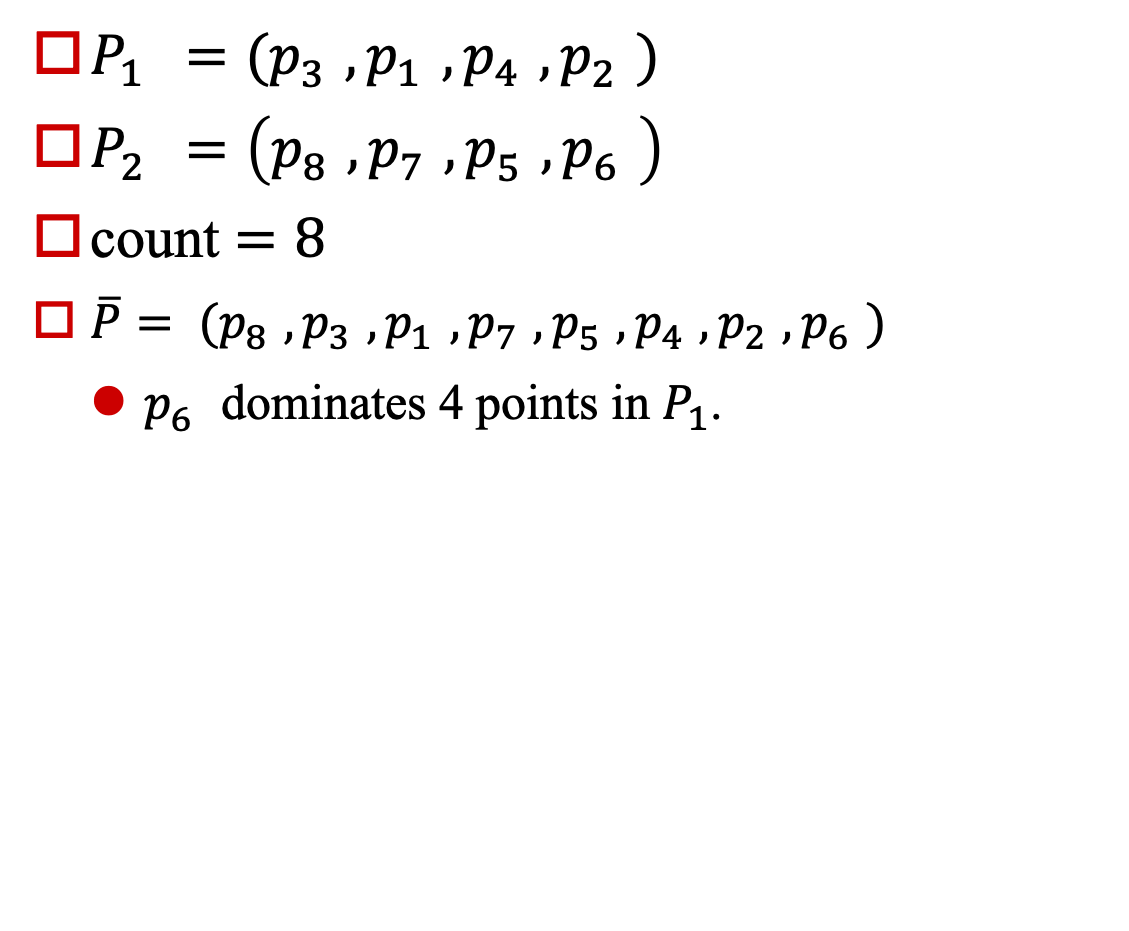 P₁ = (p₃ ,p₁ ,p₄ ,p₂ )
P₂ = (p₈ ,p₇ ,p₅ ,p₆ )
count = 8
P̄ = (p₈ ,p₃ ,p₁ ,p₇ ,p₅ ,p₄ ,p₂ ,p₆ )
p₆ dominates 4 points in P₁.